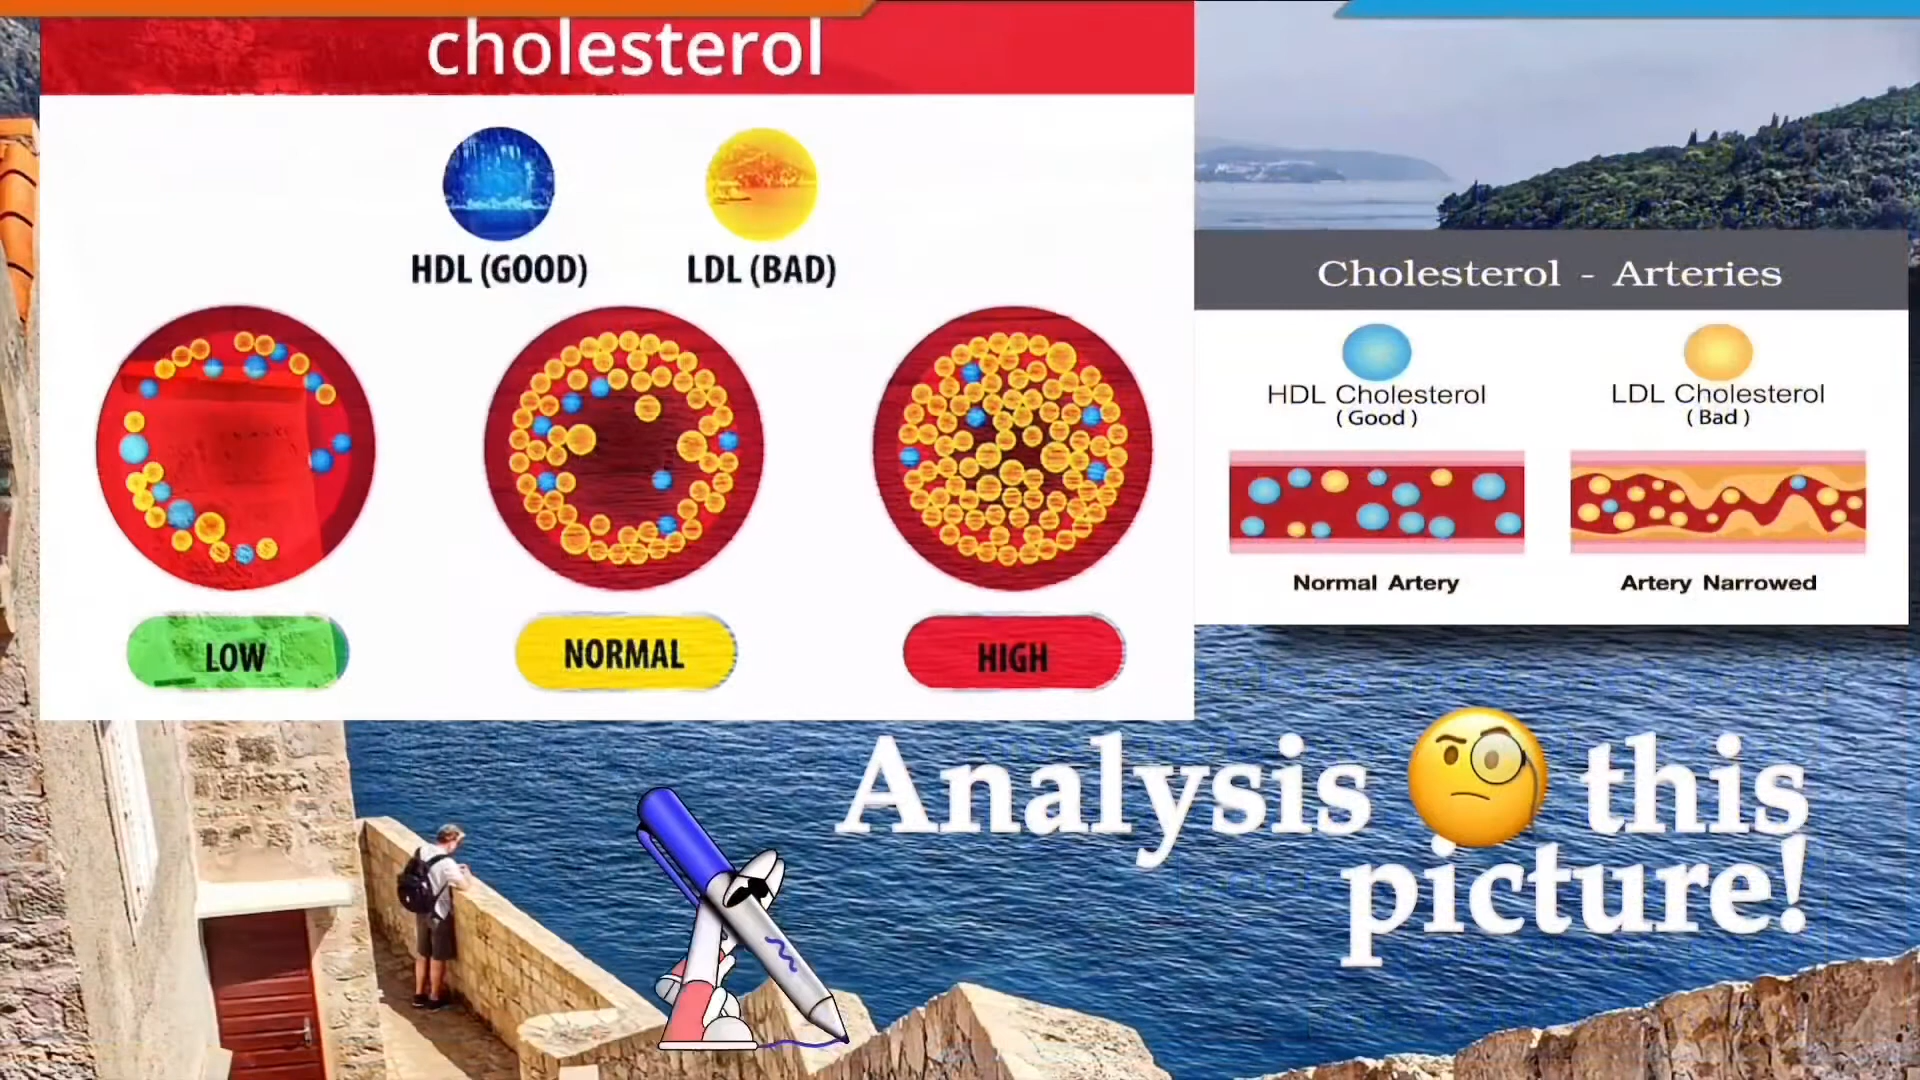 cholesterol
HDL (GOOD)
LDL (BAD)
LOW
NORMAL
HIGH
Cholesterol - Arteries
HDL Cholesterol
(Good)
LDL Cholesterol
(Bad)
Normal Artery
Artery Narrowed
Analysis 🧐 this
picture!